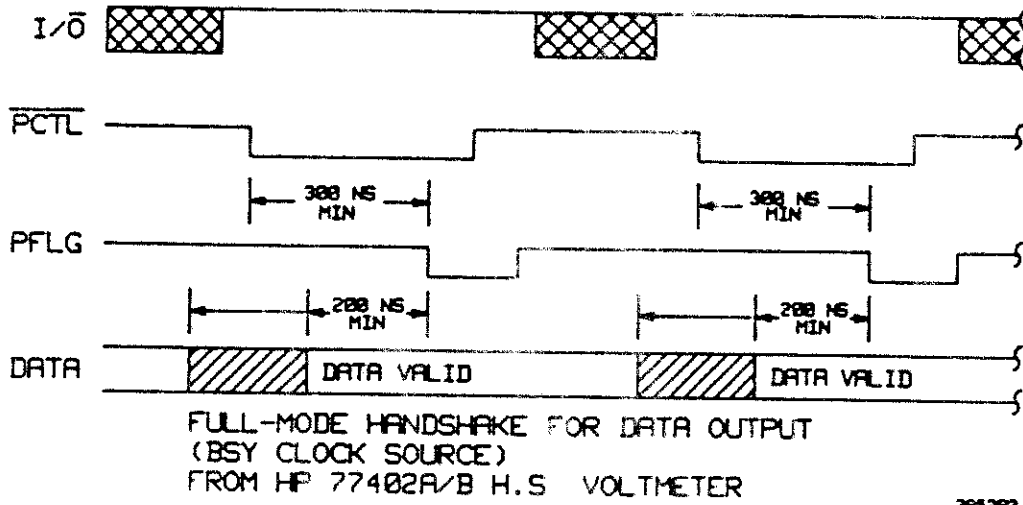 I/O̅
P̅C̅T̅L̅
300 NS
MIN
300 NS
MIN
PFLG
200 NS
MIN
200 NS
MIN
DATA
DATA VALID
DATA VALID
FULL-MODE HANDSHAKE FOR DATA OUTPUT
(BSY CLOCK SOURCE)
FROM HP 77402A/B H.S VOLTMETER